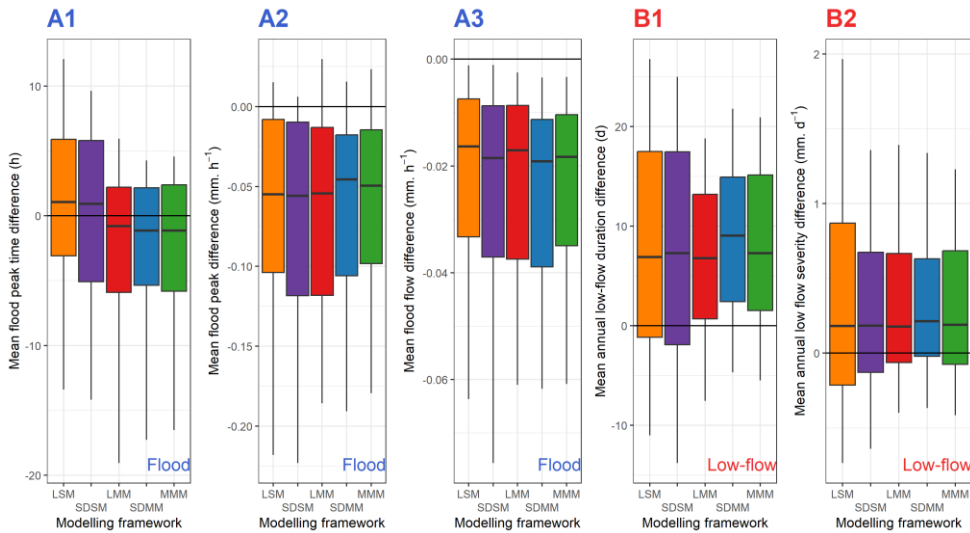 A1
A2
A3
B1
B2
Mean flood peak time difference (h)
10
0
-10
-20
Flood
LSM
LMM
MMM
SDSM
SDMM
Modelling framework
Mean flood peak difference (mm. h⁻¹)
0.00
-0.05
-0.10
-0.15
-0.20
Flood
LSM
LMM
MMM
SDSM
SDMM
Modelling framework
Mean flood flow difference (mm. h⁻¹)
0.00
-0.02
-0.04
-0.06
Flood
LSM
LMM
MMM
SDSM
SDMM
Modelling framework
Mean annual low-flow duration difference (d)
20
10
0
-10
Low-flow
LSM
LMM
MMM
SDSM
SDMM
Modelling framework
Mean annual low flow severity difference (mm. d⁻¹)
2
1
0
Low-flow
LSM
LMM
MMM
SDSM
SDMM
Modelling framework